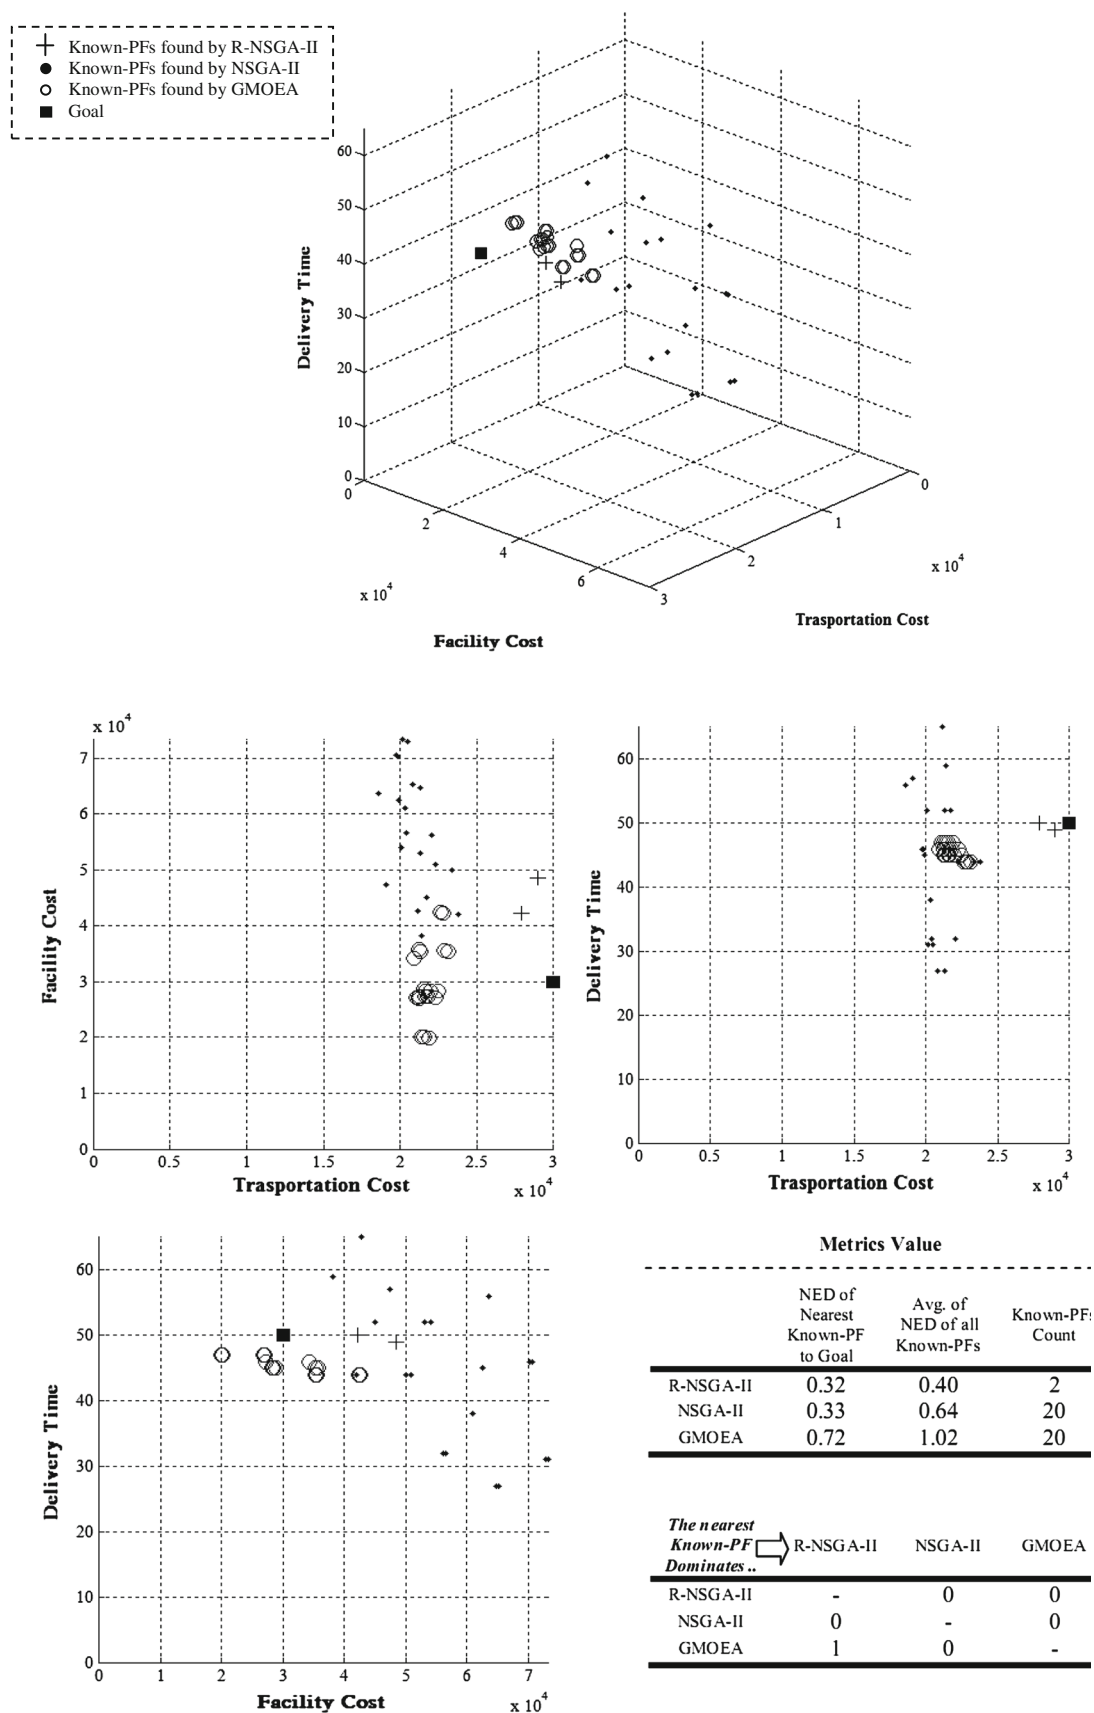 Known-PFs found by R-NSGA-II
Known-PFs found by NSGA-II
Known-PFs found by GMOEA
Goal
60
50
40
30
20
10
0
Delivery Time
0
2
4
6
x 10^4
Facility Cost
0
1
2
3
x 10^4
Trasportation Cost
x 10^4
7
6
5
4
3
2
1
0
Facility Cost
0 0.5 1 1.5 2 2.5 3
Trasportation Cost
x 10^4
60
50
40
30
20
10
0
Delivery Time
0 0.5 1 1.5 2 2.5 3
Trasportation Cost
x 10^4
60
50
40
30
20
10
0
Delivery Time
0 1 2 3 4 5 6 7
Facility Cost
x 10^4
Metrics Value
NED of Nearest Known-PF to Goal
Avg. of NED of all Known-PFs
Known-PFs Count
R-NSGA-II 0.32 0.40 2
NSGA-II 0.33 0.64 20
GMOEA 0.72 1.02 20
The nearest Known-PF Dominates..
R-NSGA-II NSGA-II GMOEA
R-NSGA-II - 0 0
NSGA-II 0 - 0
GMOEA 1 0 -